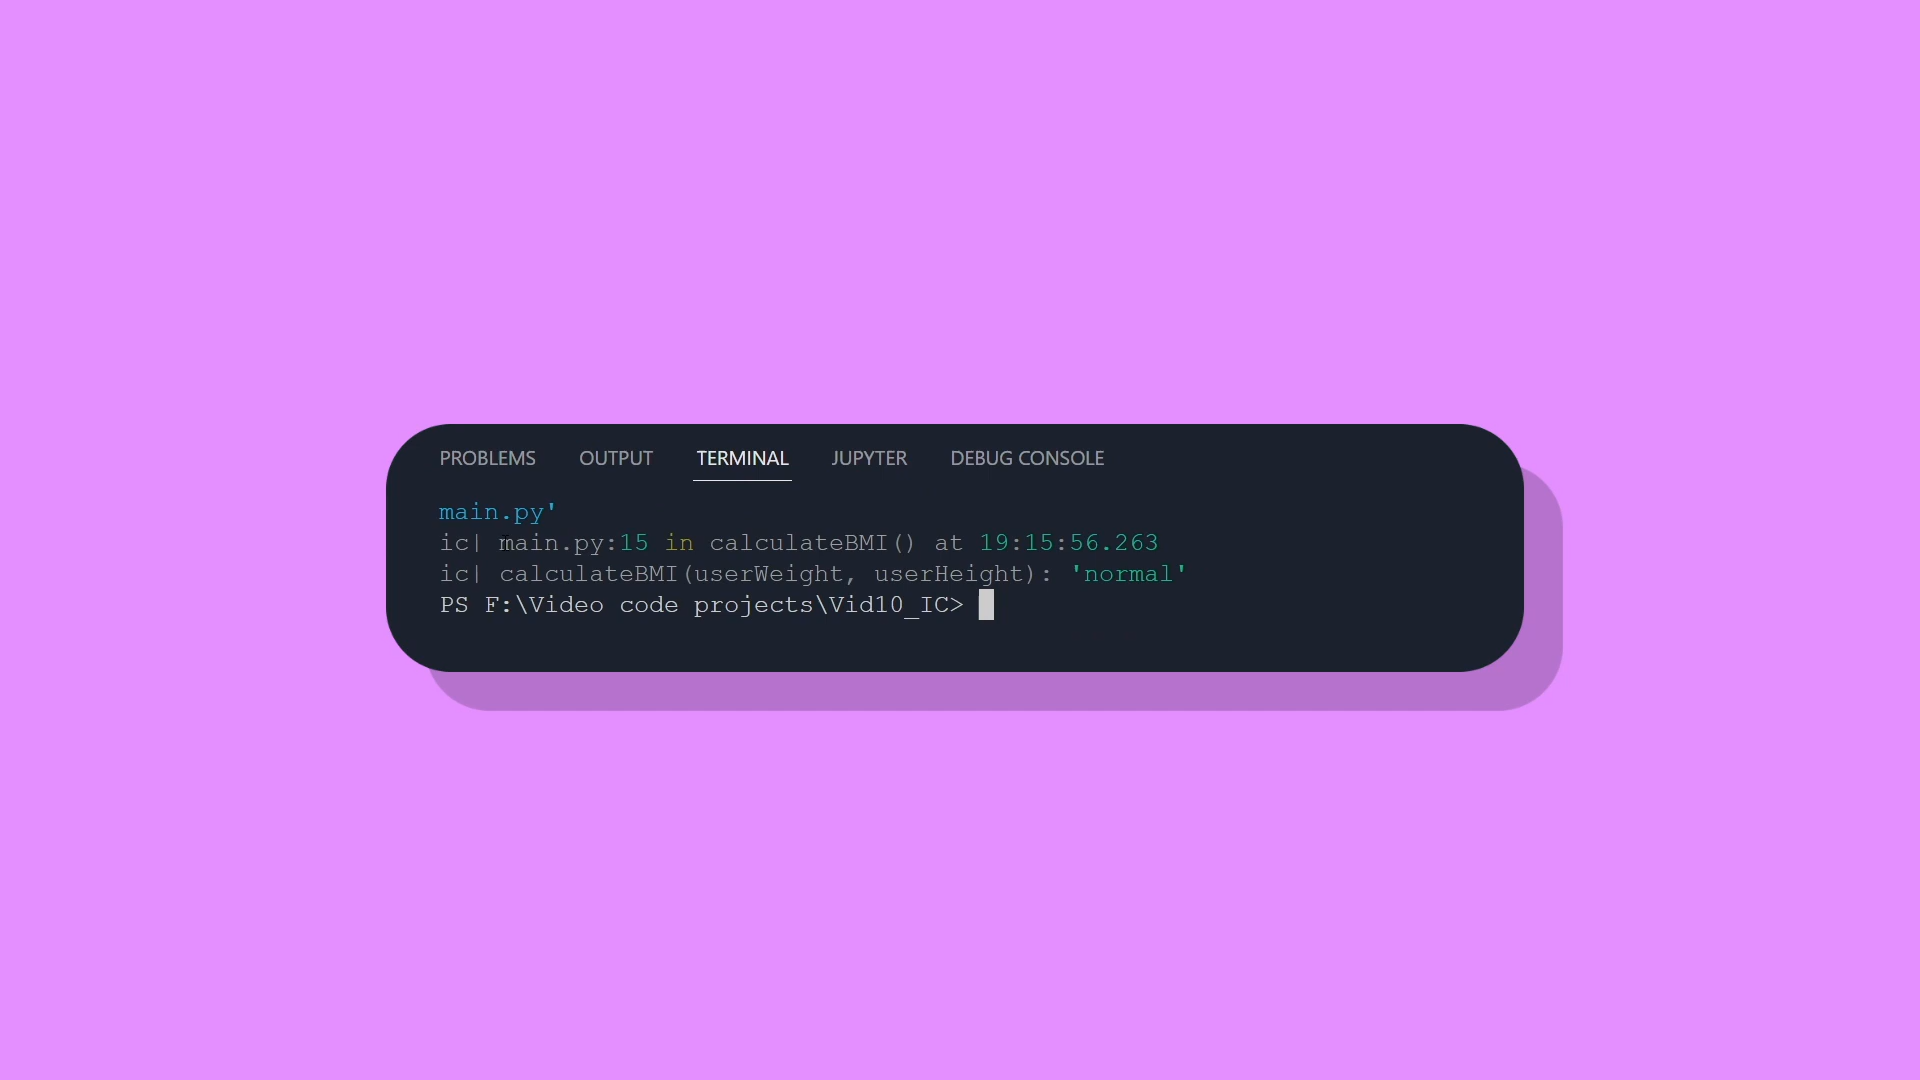 PROBLEMS OUTPUT TERMINAL JUPYTER DEBUG CONSOLE
main.py'
ic| main.py:15 in calculateBMI() at 19:15:56.263
ic| calculateBMI(userWeight, userHeight): 'normal'
PS F:\Video code projects\Vid10_IC>